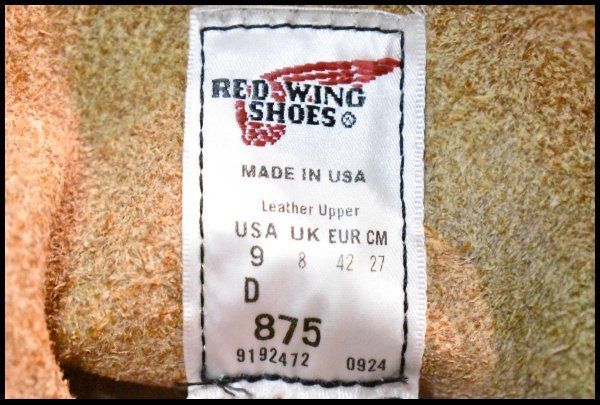 RED WING
SHOES®
MADE IN USA
Leather Upper
USA UK EUR CM
9 8 42 27
D
875
9192472 0924